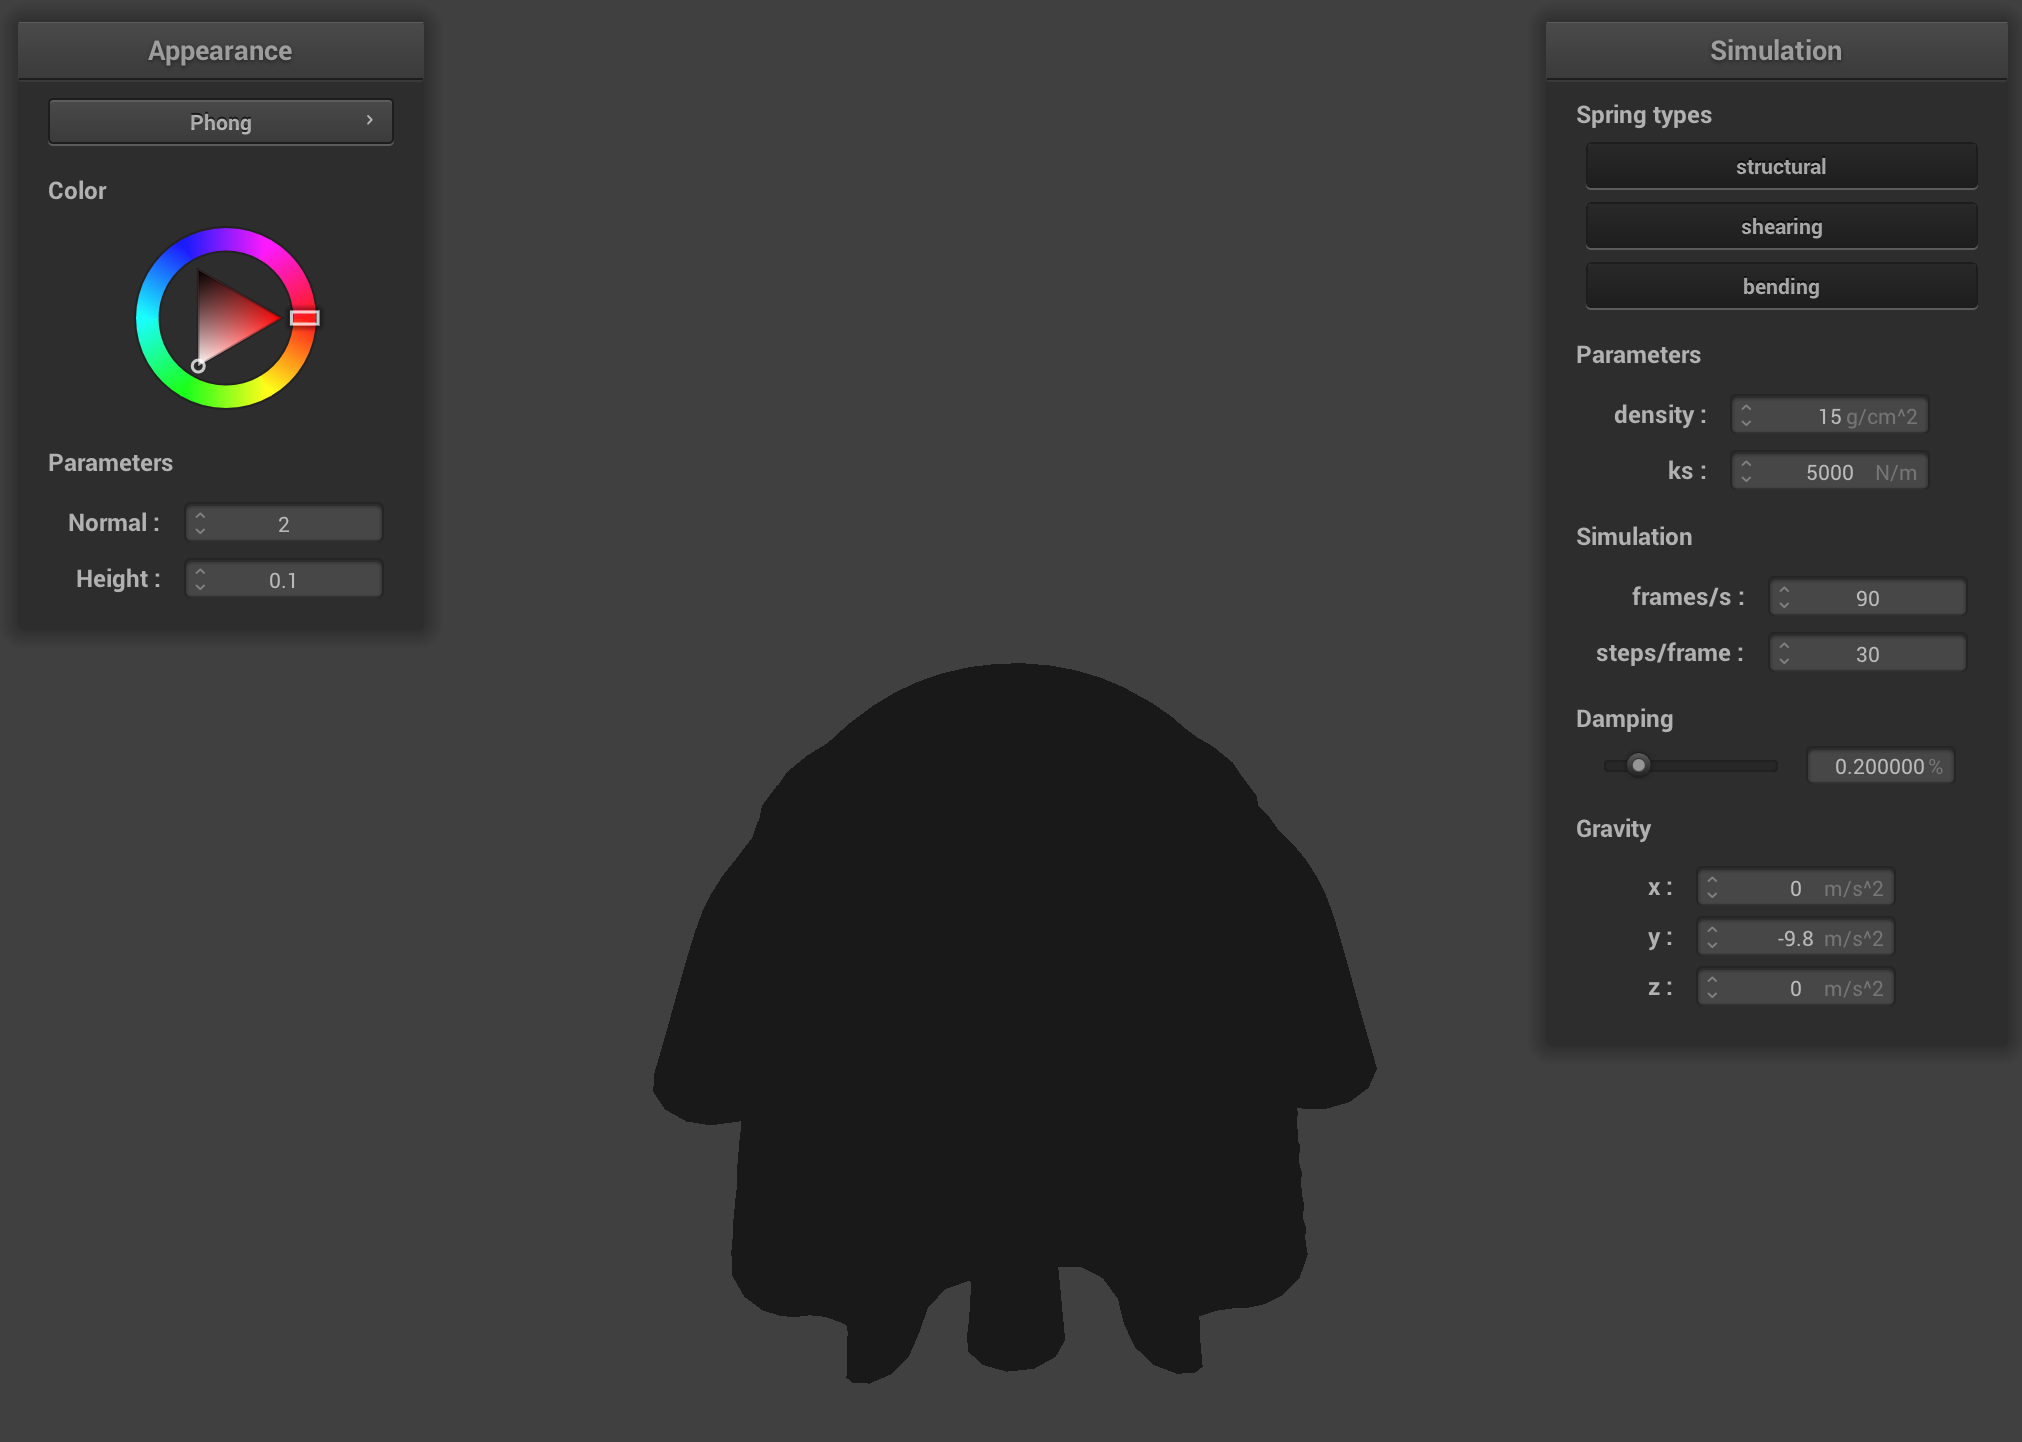 Appearance
Phong
Color
Parameters
Normal : 2
Height : 0.1
Simulation
Spring types
structural
shearing
bending
Parameters
density : 15 g/cm^2
ks : 5000 N/m
Simulation
frames/s : 90
steps/frame : 30
Damping
0.200000 %
Gravity
x : 0 m/s^2
y : -9.8 m/s^2
z : 0 m/s^2